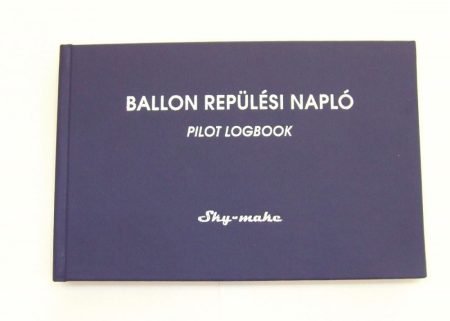 BALLON REPÜLÉSI NAPLÓ
PILOT LOGBOOK
Sky-make